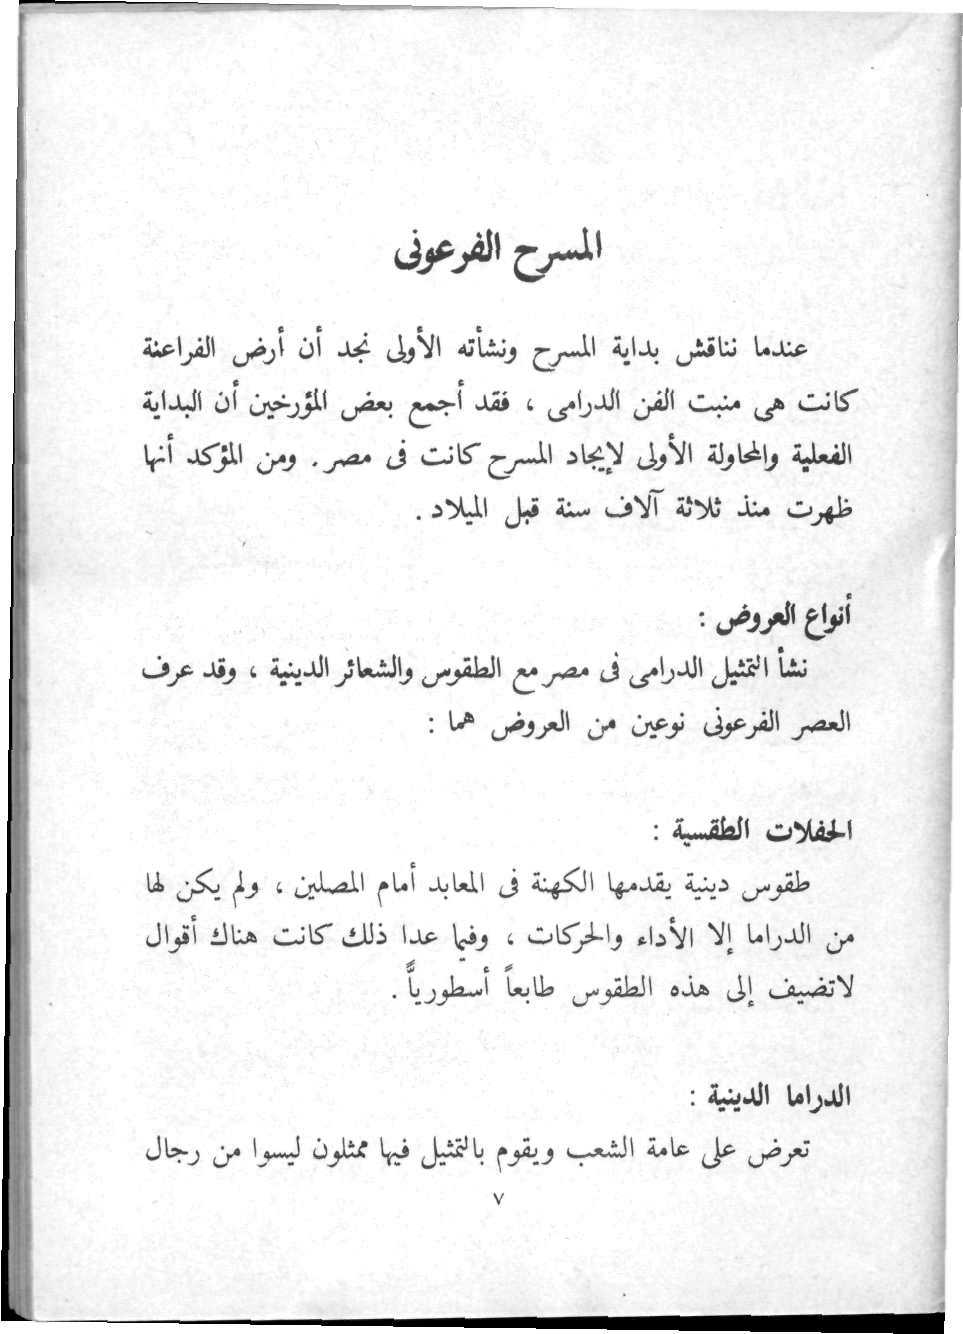 المسرح الفرعونى
عندما نناقش بداية المسرح ونشأته الأولى نجد أن أرض الفراعنة
كانت هى منبت الفن الدرامى ، فقد أجمع بعض المؤرخين أن البداية
الفعلية والمحاولة الأولى لإيجاد المسرح كانت فى مصر . ومن المؤكد أنها
ظهرت منذ ثلاثة آلاف سنة قبل الميلاد .
أنواع العروض :
نشأ التمثيل الدرامى فى مصر مع الطقوس والشعائر الدينية ، وقد عرف
العصر الفرعونى نوعين من العروض هما :
الحفلات الطقسية :
طقوس دينية يقدمها الكهنة فى المعابد أمام المصلين ، ولم يكن لها
من الدراما إلا الأداء والحركات ، وفيما عدا ذلك كانت هناك أقوال
لاتضيف إلى هذه الطقوس طابعاً أسطورياًّ .
الدراما الدينية :
تعرض على عامة الشعب ويقوم بالتمثيل فيها ممثلون ليسوا من رجال
٧